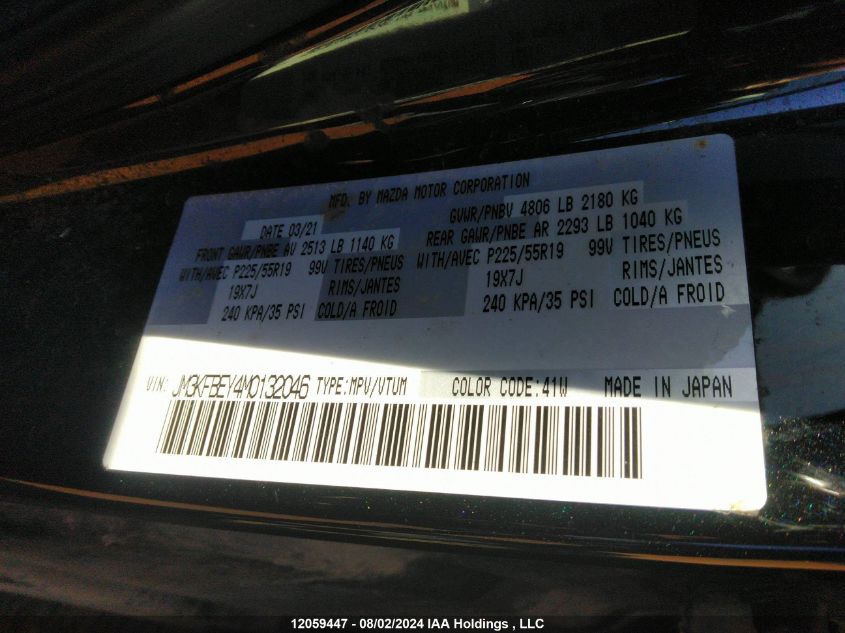 MFD. BY MAZDA MOTOR CORPORATION
DATE 03/21 GVWR/PNBV 4806 LB 2180 KG
FRONT GAWR/PNBE AV 2513 LB 1140 KG REAR GAWR/PNBE AR 2293 LB 1040 KG
WITH/AVEC P225/55R19 99V TIRES/PNEUS WITH/AVEC P225/55R19 99V TIRES/PNEUS
19X7J RIMS/JANTES 19X7J RIMS/JANTES
240 KPA/35 PSI COLD/A FROID 240 KPA/35 PSI COLD/A FROID
VIN: JM3KFBEY4M0132046 TYPE:MPV/VTUM COLOR CODE:41W MADE IN JAPAN
12059447 - 08/02/2024 IAA Holdings , LLC